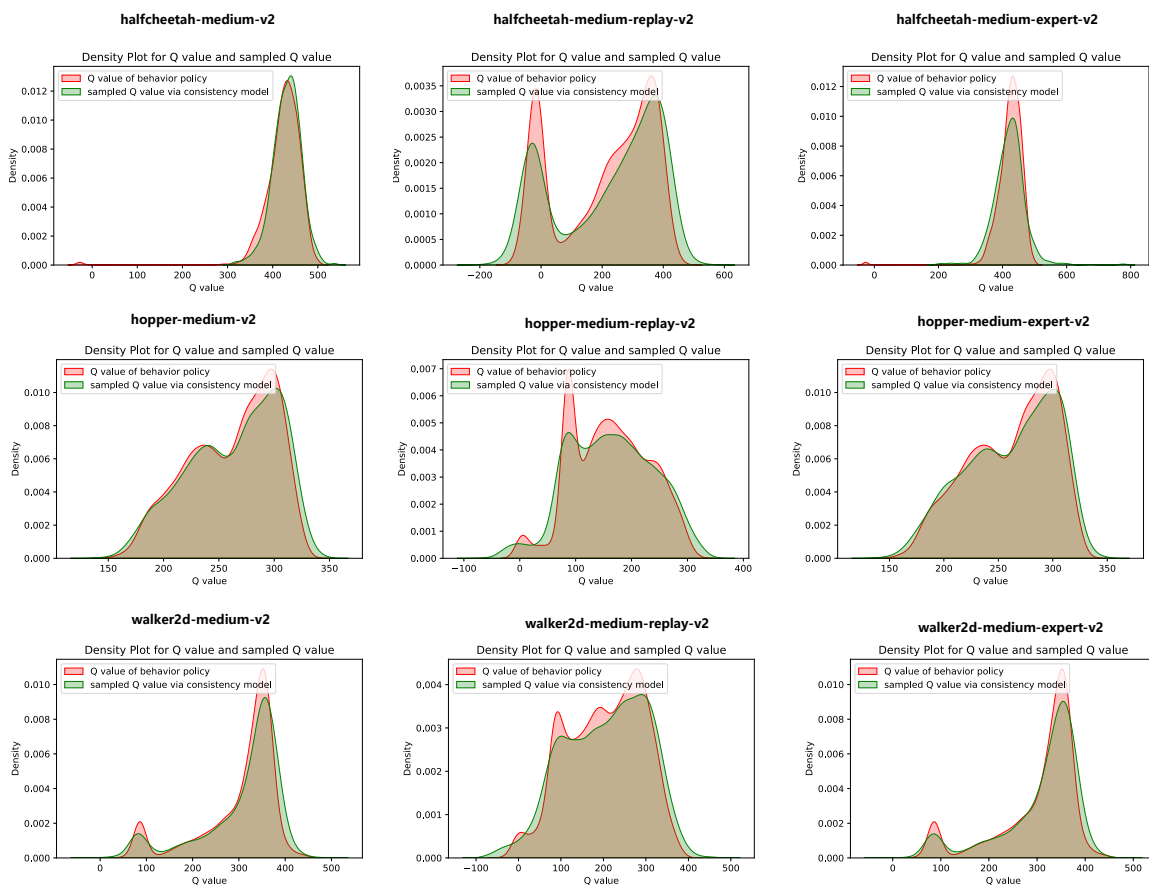 halfcheetah-medium-v2
Density Plot for Q value and sampled Q value
Q value of behavior policy
sampled Q value via consistency model
0.012
0.010
0.008
0.006
0.004
0.002
0.000
Density
0
100
200
300
400
500
Q value
halfcheetah-medium-replay-v2
Density Plot for Q value and sampled Q value
Q value of behavior policy
sampled Q value via consistency model
0.0035
0.0030
0.0025
0.0020
0.0015
0.0010
0.0005
0.0000
Density
−200
0
200
400
600
Q value
halfcheetah-medium-expert-v2
Density Plot for Q value and sampled Q value
Q value of behavior policy
sampled Q value via consistency model
0.012
0.010
0.008
0.006
0.004
0.002
0.000
Density
0
200
400
600
800
Q value
hopper-medium-v2
Density Plot for Q value and sampled Q value
Q value of behavior policy
sampled Q value via consistency model
0.010
0.008
0.006
0.004
0.002
0.000
Density
150
200
250
300
350
Q value
hopper-medium-replay-v2
Density Plot for Q value and sampled Q value
Q value of behavior policy
sampled Q value via consistency model
0.007
0.006
0.005
0.004
0.003
0.002
0.001
0.000
Density
−100
0
100
200
300
400
Q value
hopper-medium-expert-v2
Density Plot for Q value and sampled Q value
Q value of behavior policy
sampled Q value via consistency model
0.010
0.008
0.006
0.004
0.002
0.000
Density
150
200
250
300
350
Q value
walker2d-medium-v2
Density Plot for Q value and sampled Q value
Q value of behavior policy
sampled Q value via consistency model
0.010
0.008
0.006
0.004
0.002
0.000
Density
0
100
200
300
400
500
Q value
walker2d-medium-replay-v2
Density Plot for Q value and sampled Q value
Q value of behavior policy
sampled Q value via consistency model
0,004
0.003
0.002
0.001
0.000
Density
−100
0
100
200
300
400
500
Q value
walker2d-medium-expert-v2
Density Plot for Q value and sampled Q value
Q value of behavior policy
sampled Q value via consistency model
0.010
0.008
0.006
0.004
0.002
0.000
Density
0
100
200
300
400
500
Q value